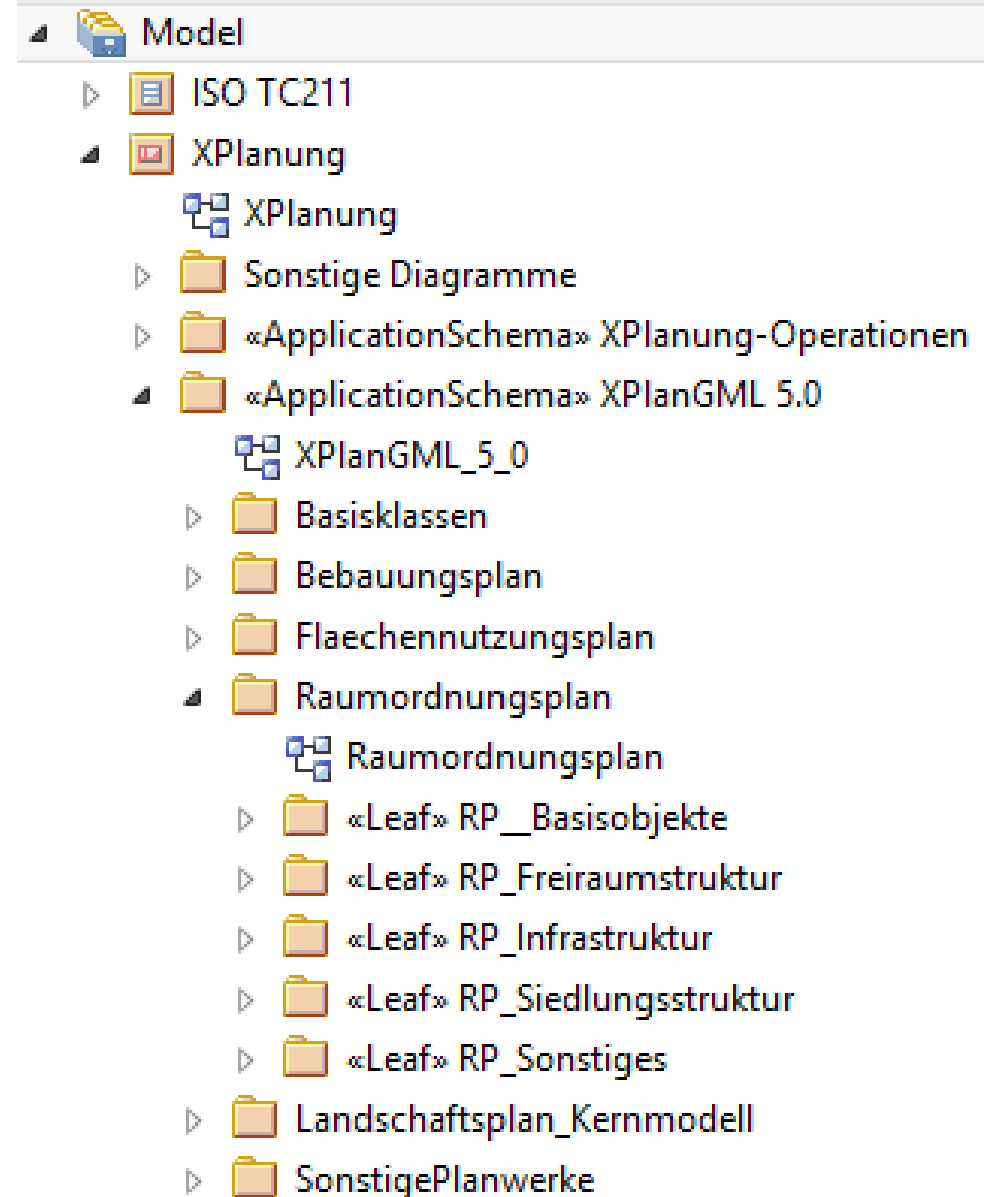 Model
ISO TC211
XPlanung
XPlanung
Sonstige Diagramme
«ApplicationSchema» XPlanung-Operationen
«ApplicationSchema» XPlanGML 5.0
XPlanGML_5_0
Basisklassen
Bebauungsplan
Flaechennutzungsplan
Raumordnungsplan
Raumordnungsplan
«Leaf» RP__Basisobjekte
«Leaf» RP_Freiraumstruktur
«Leaf» RP_Infrastruktur
«Leaf» RP_Siedlungsstruktur
«Leaf» RP_Sonstiges
Landschaftsplan_Kernmodell
SonstigePlanwerke